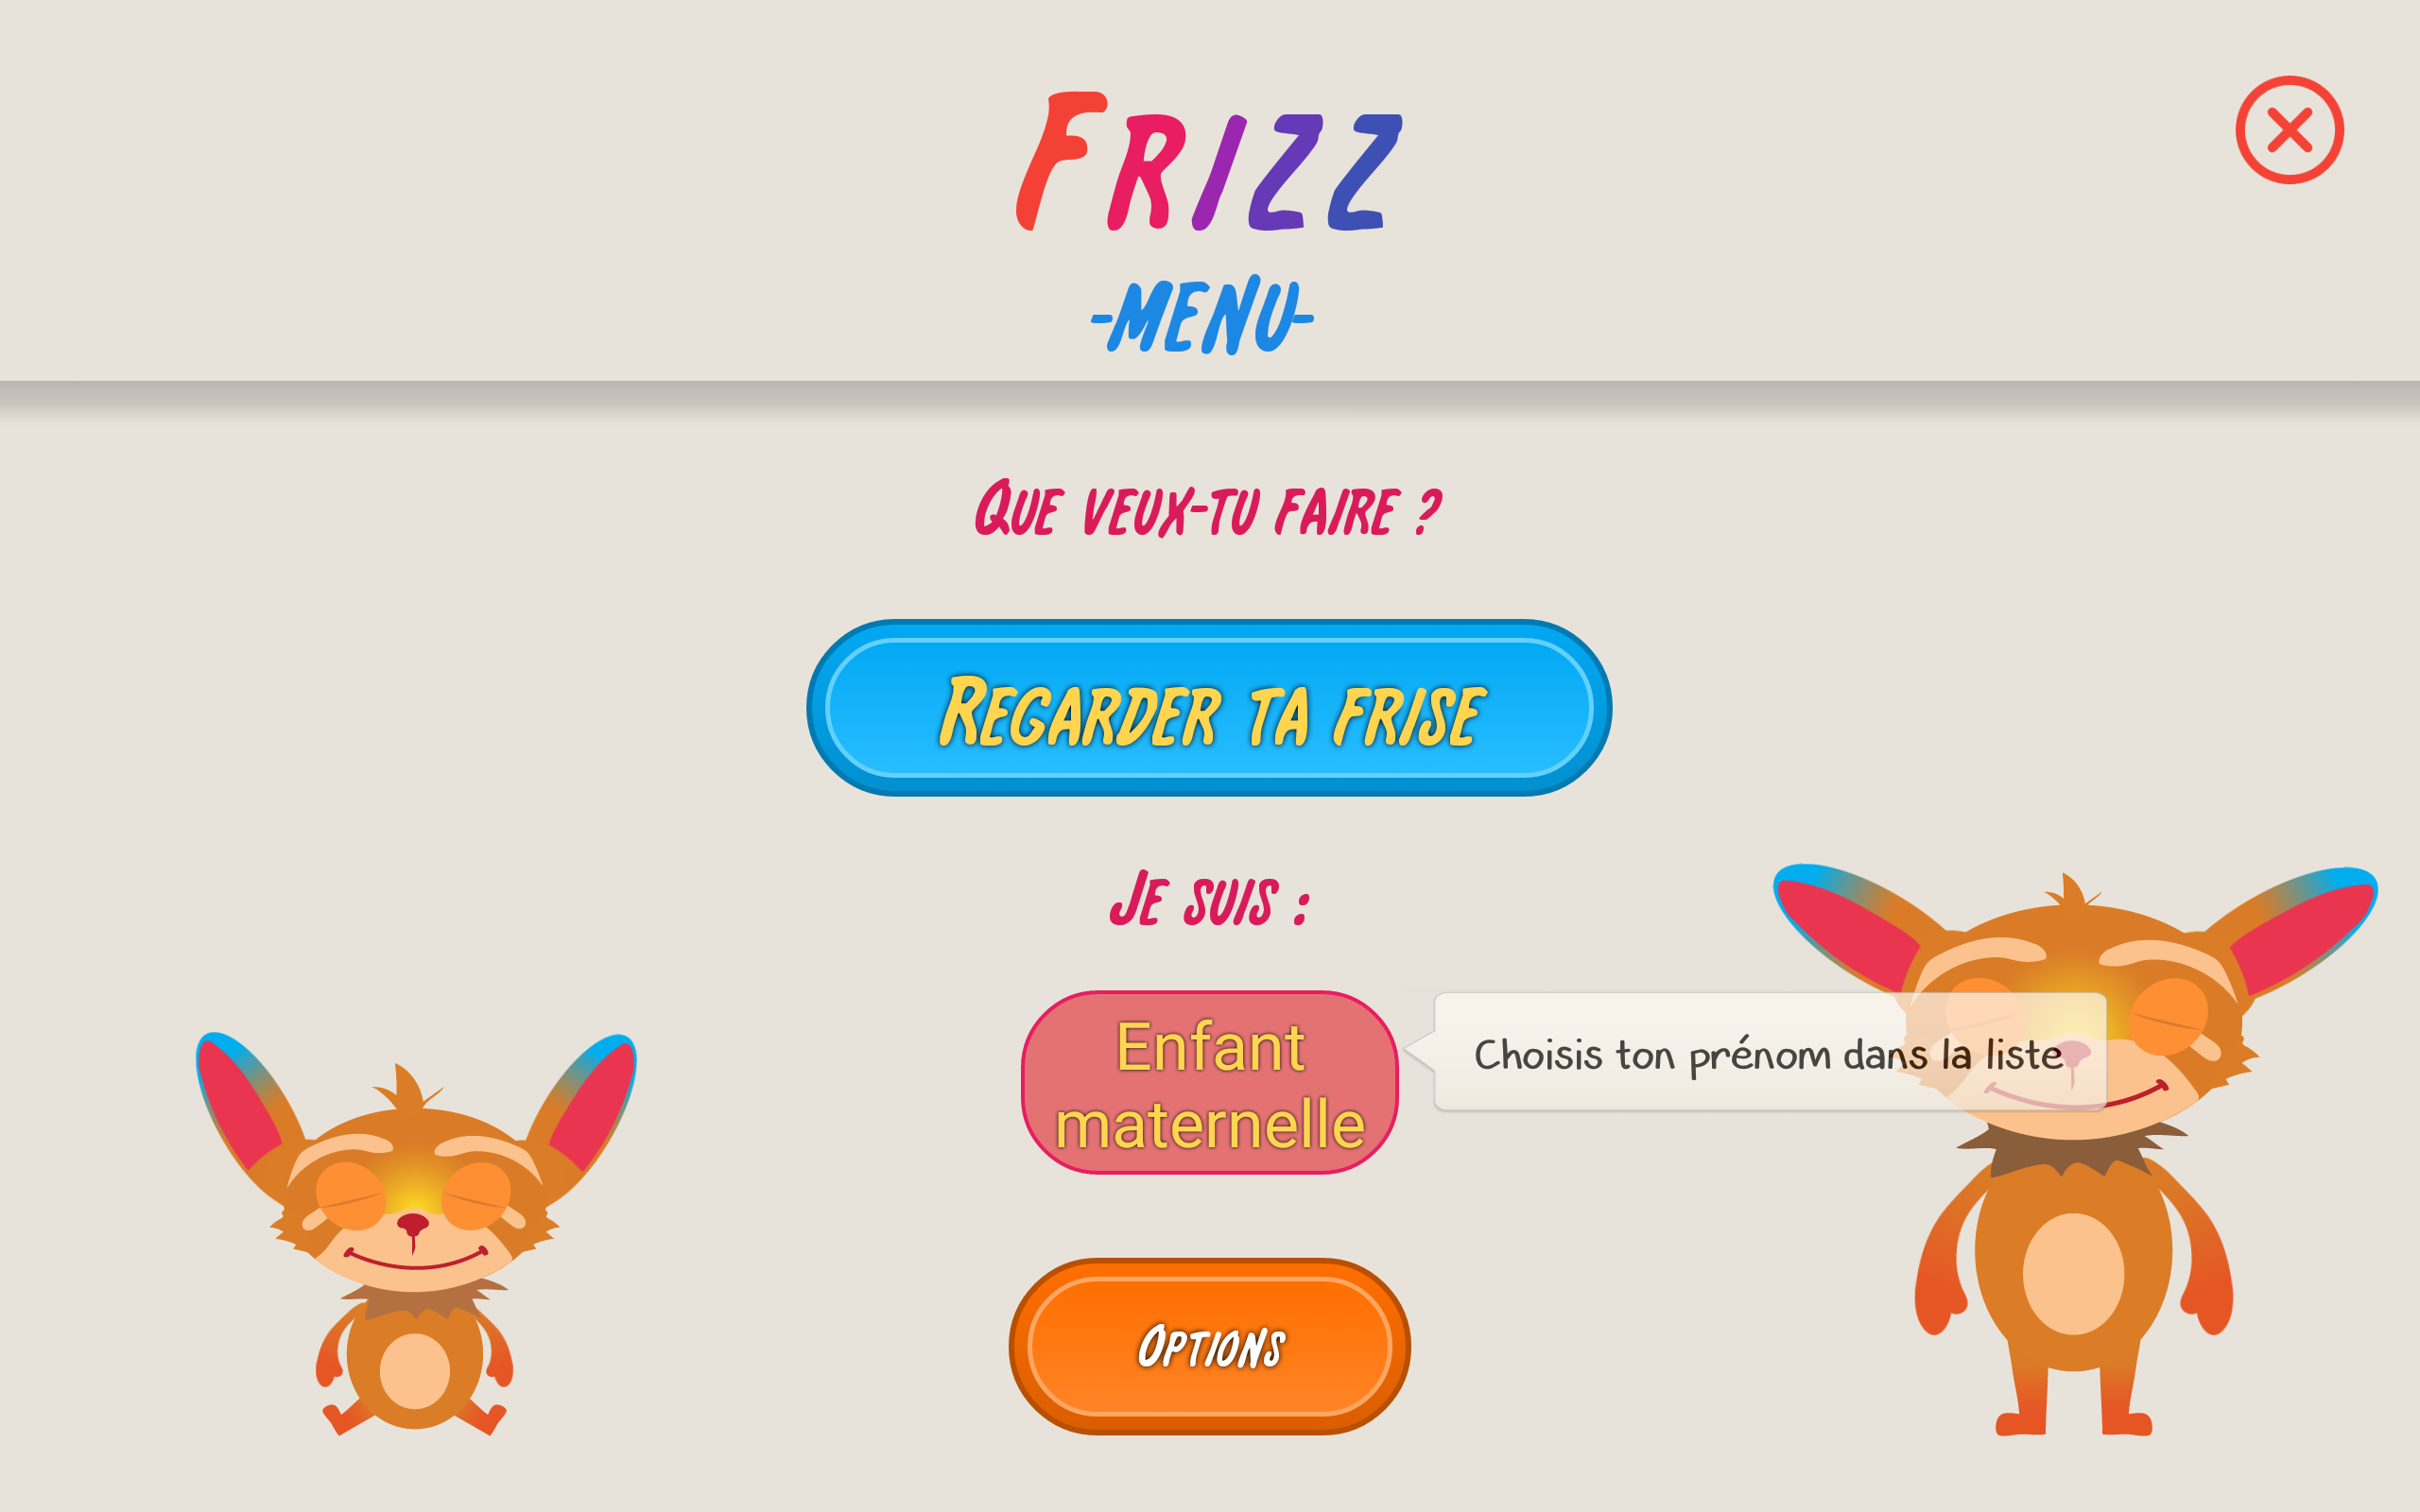 FRIZZ
-MENU-
QUE VEUX-TU FAIRE ?
REGARDER TA FRISE
JE SUIS :
Enfant
maternelle
Choisis ton prénom dans la liste
OPTIONS